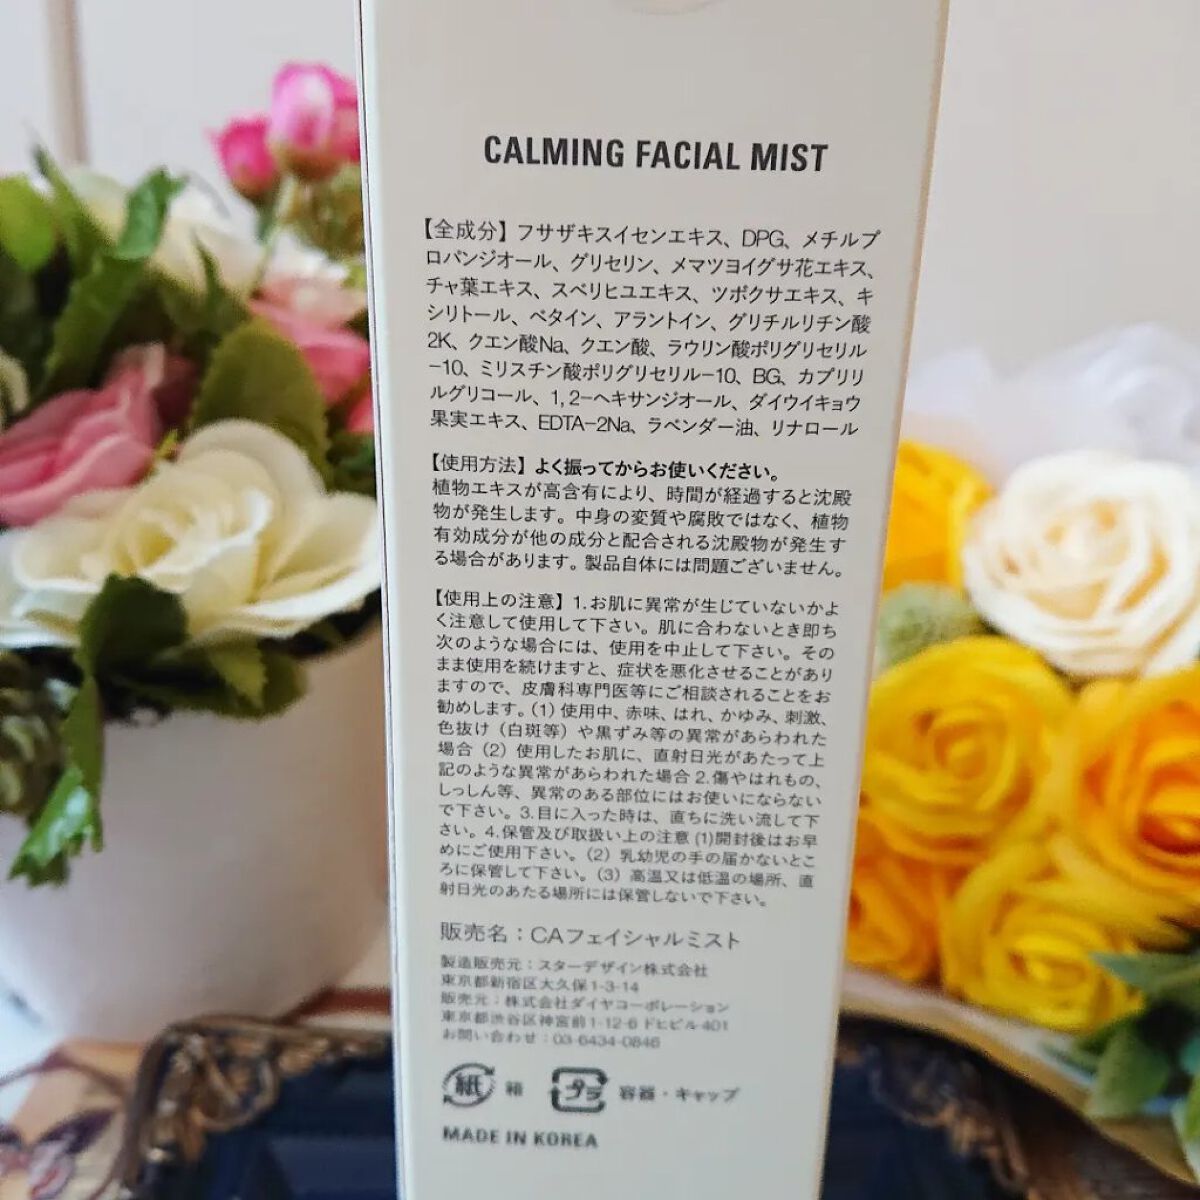 CALMING FACIAL MIST
【全成分】フサザキスイセンエキス、DPG、メチルプ
ロパンジオール、グリセリン、メマツヨイグサ花エキス、
チャ葉エキス、スベリヒユエキス、ツボクサエキス、キ
シリトール、ベタイン、アラントイン、グリチルリチン酸
2K、クエン酸Na、クエン酸、ラウリン酸ポリグリセリル
-10、ミリスチン酸ポリグリセリル-10、BG、カプリリ
ルグリコール、1,2-ヘキサンジオール、ダイウイキョウ
果実エキス、EDTA-2Na、ラベンダー油、リナロール
【使用方法】よく振ってからお使いください。
植物エキスが高含有により、時間が経過すると沈殿
物が発生します。中身の変質や腐敗ではなく、植物
有効成分が他の成分と配合される沈殿物が発生す
る場合があります。製品自体には問題ございません。
【使用上の注意】1.お肌に異常が生じていないかよ
く注意して使用して下さい。肌に合わないとき即ち
次のような場合には、使用を中止して下さい。その
まま使用を続けますと、症状を悪化させることがあり
ますので、皮膚科専門医等にご相談されることをお
勧めします。(1)使用中、赤味、はれ、かゆみ、刺激、
色抜け(白斑等)や黒ずみ等の異常があらわれた
場合(2)使用したお肌に、直射日光があたって上
記のような異常があらわれた場合2.傷やはれもの、
しっしん等、異常のある部位にはお使いにならない
で下さい。3.目に入った時は、直ちに洗い流して下
さい。4.保管及び取扱い上の注意(1)開封後はお早
めにご使用下さい。(2)乳幼児の手の届かないとこ
ろに保管して下さい。(3)高温又は低温の場所、直
射日光のあたる場所には保管しないで下さい。
販売名：CAフェイシャルミスト
製造販売元：スターデザイン株式会社
東京都新宿区大久保1-3-14
販売元：株式会社ダイヤコーポレーション
東京都渋谷区神宮前1-12-6 ドヒビル401
お問い合わせ：03-6434-0846
紙 箱 プラ 容器・キャップ
MADE IN KOREA